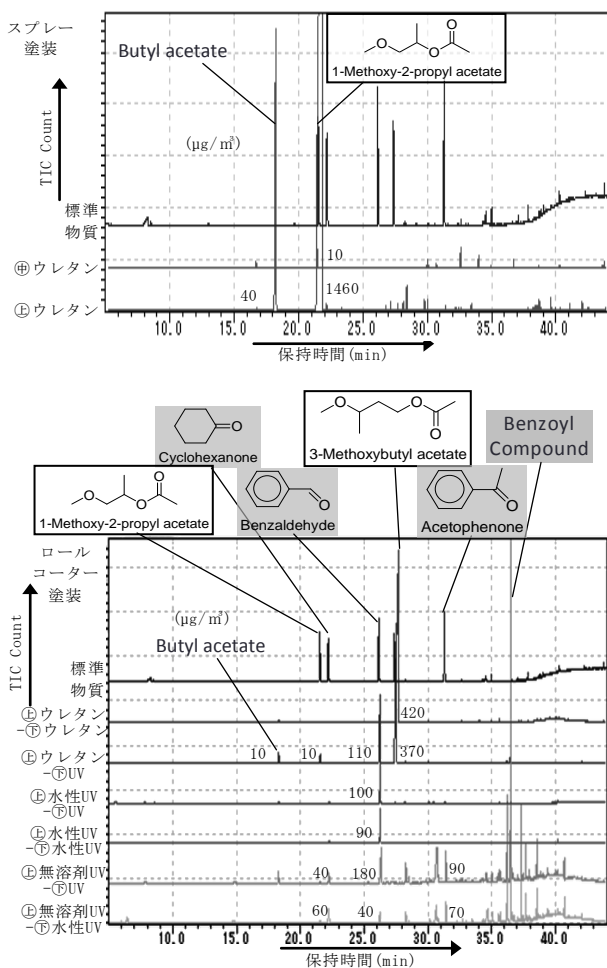 スプレー
塗装
Butyl acetate
O
O
O
1-Methoxy-2-propyl acetate
(μg/㎥)
TIC Count
標準
物質
㊥ウレタン
10
㊤ウレタン
40
1460
10.0 15.0 20.0 25.0 30.0 35.0 40.0
保持時間(min)
O
Cyclohexanone
O
O
O
3-Methoxybutyl acetate
Benzoyl
Compound
O
O
O
1-Methoxy-2-propyl acetate
O
Benzaldehyde
O
Acetophenone
ロール
コーター
塗装
(μg/㎥)
Butyl acetate
TIC Count
標準
物質
㊤ウレタン
-㊦ウレタン
420
㊤ウレタン
-㊦UV
10 10 110 370
㊤水性UV
-㊦UV
100
㊤水性UV
-㊦水性UV
90
㊤無溶剤UV
-㊦UV
40 180 90
㊤無溶剤UV
-㊦水性UV
60 40 70
10.0 15.0 20.0 25.0 30.0 35.0 40.0
保持時間(min)